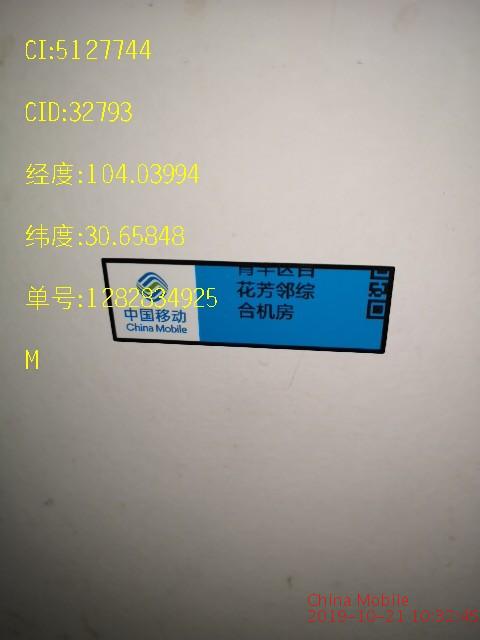 CI:5127744
CID:32793
经度:104.03994
纬度:30.65848
单号:1282834925
M
中国移动
China Mobile
花芳邻综
合机房
China Mobile
2019-10-21 10:32:45